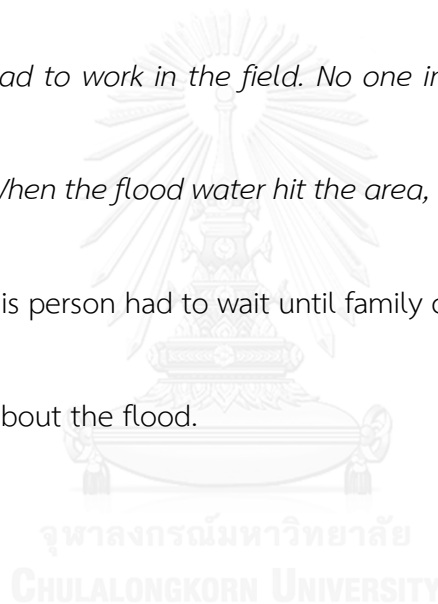 ad to work in the field. No one in
When the flood water hit the area,
is person had to wait until family
bout the flood.
จุฬาลงกรณ์มหาวิทยาลัย
CHULALONGKORN UNIVERSITY